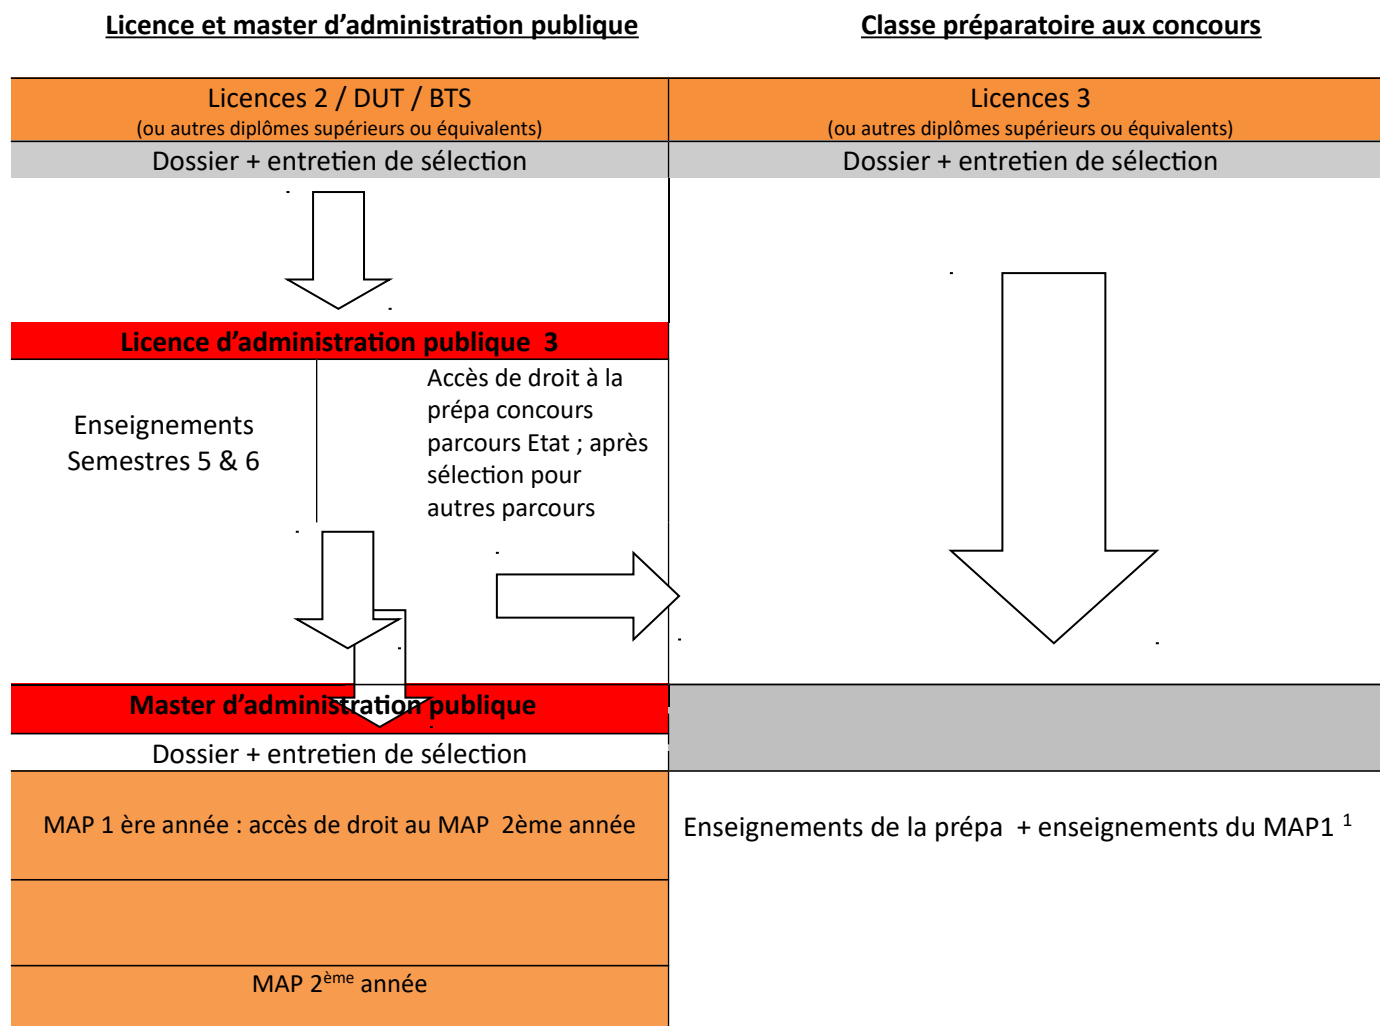 Licence et master d’administration publique
Classe préparatoire aux concours
Licences 2 / DUT / BTS
(ou autres diplômes supérieurs ou équivalents)
Licences 3
(ou autres diplômes supérieurs ou équivalents)
Dossier + entretien de sélection
Dossier + entretien de sélection
Licence d’administration publique 3
Enseignements
Semestres 5 & 6
Accès de droit à la
prépa concours
parcours Etat ; après
sélection pour
autres parcours
Master d’administration publique
Dossier + entretien de sélection
MAP 1 ère année : accès de droit au MAP 2ème année
Enseignements de la prépa + enseignements du MAP1 ¹
MAP 2ème année